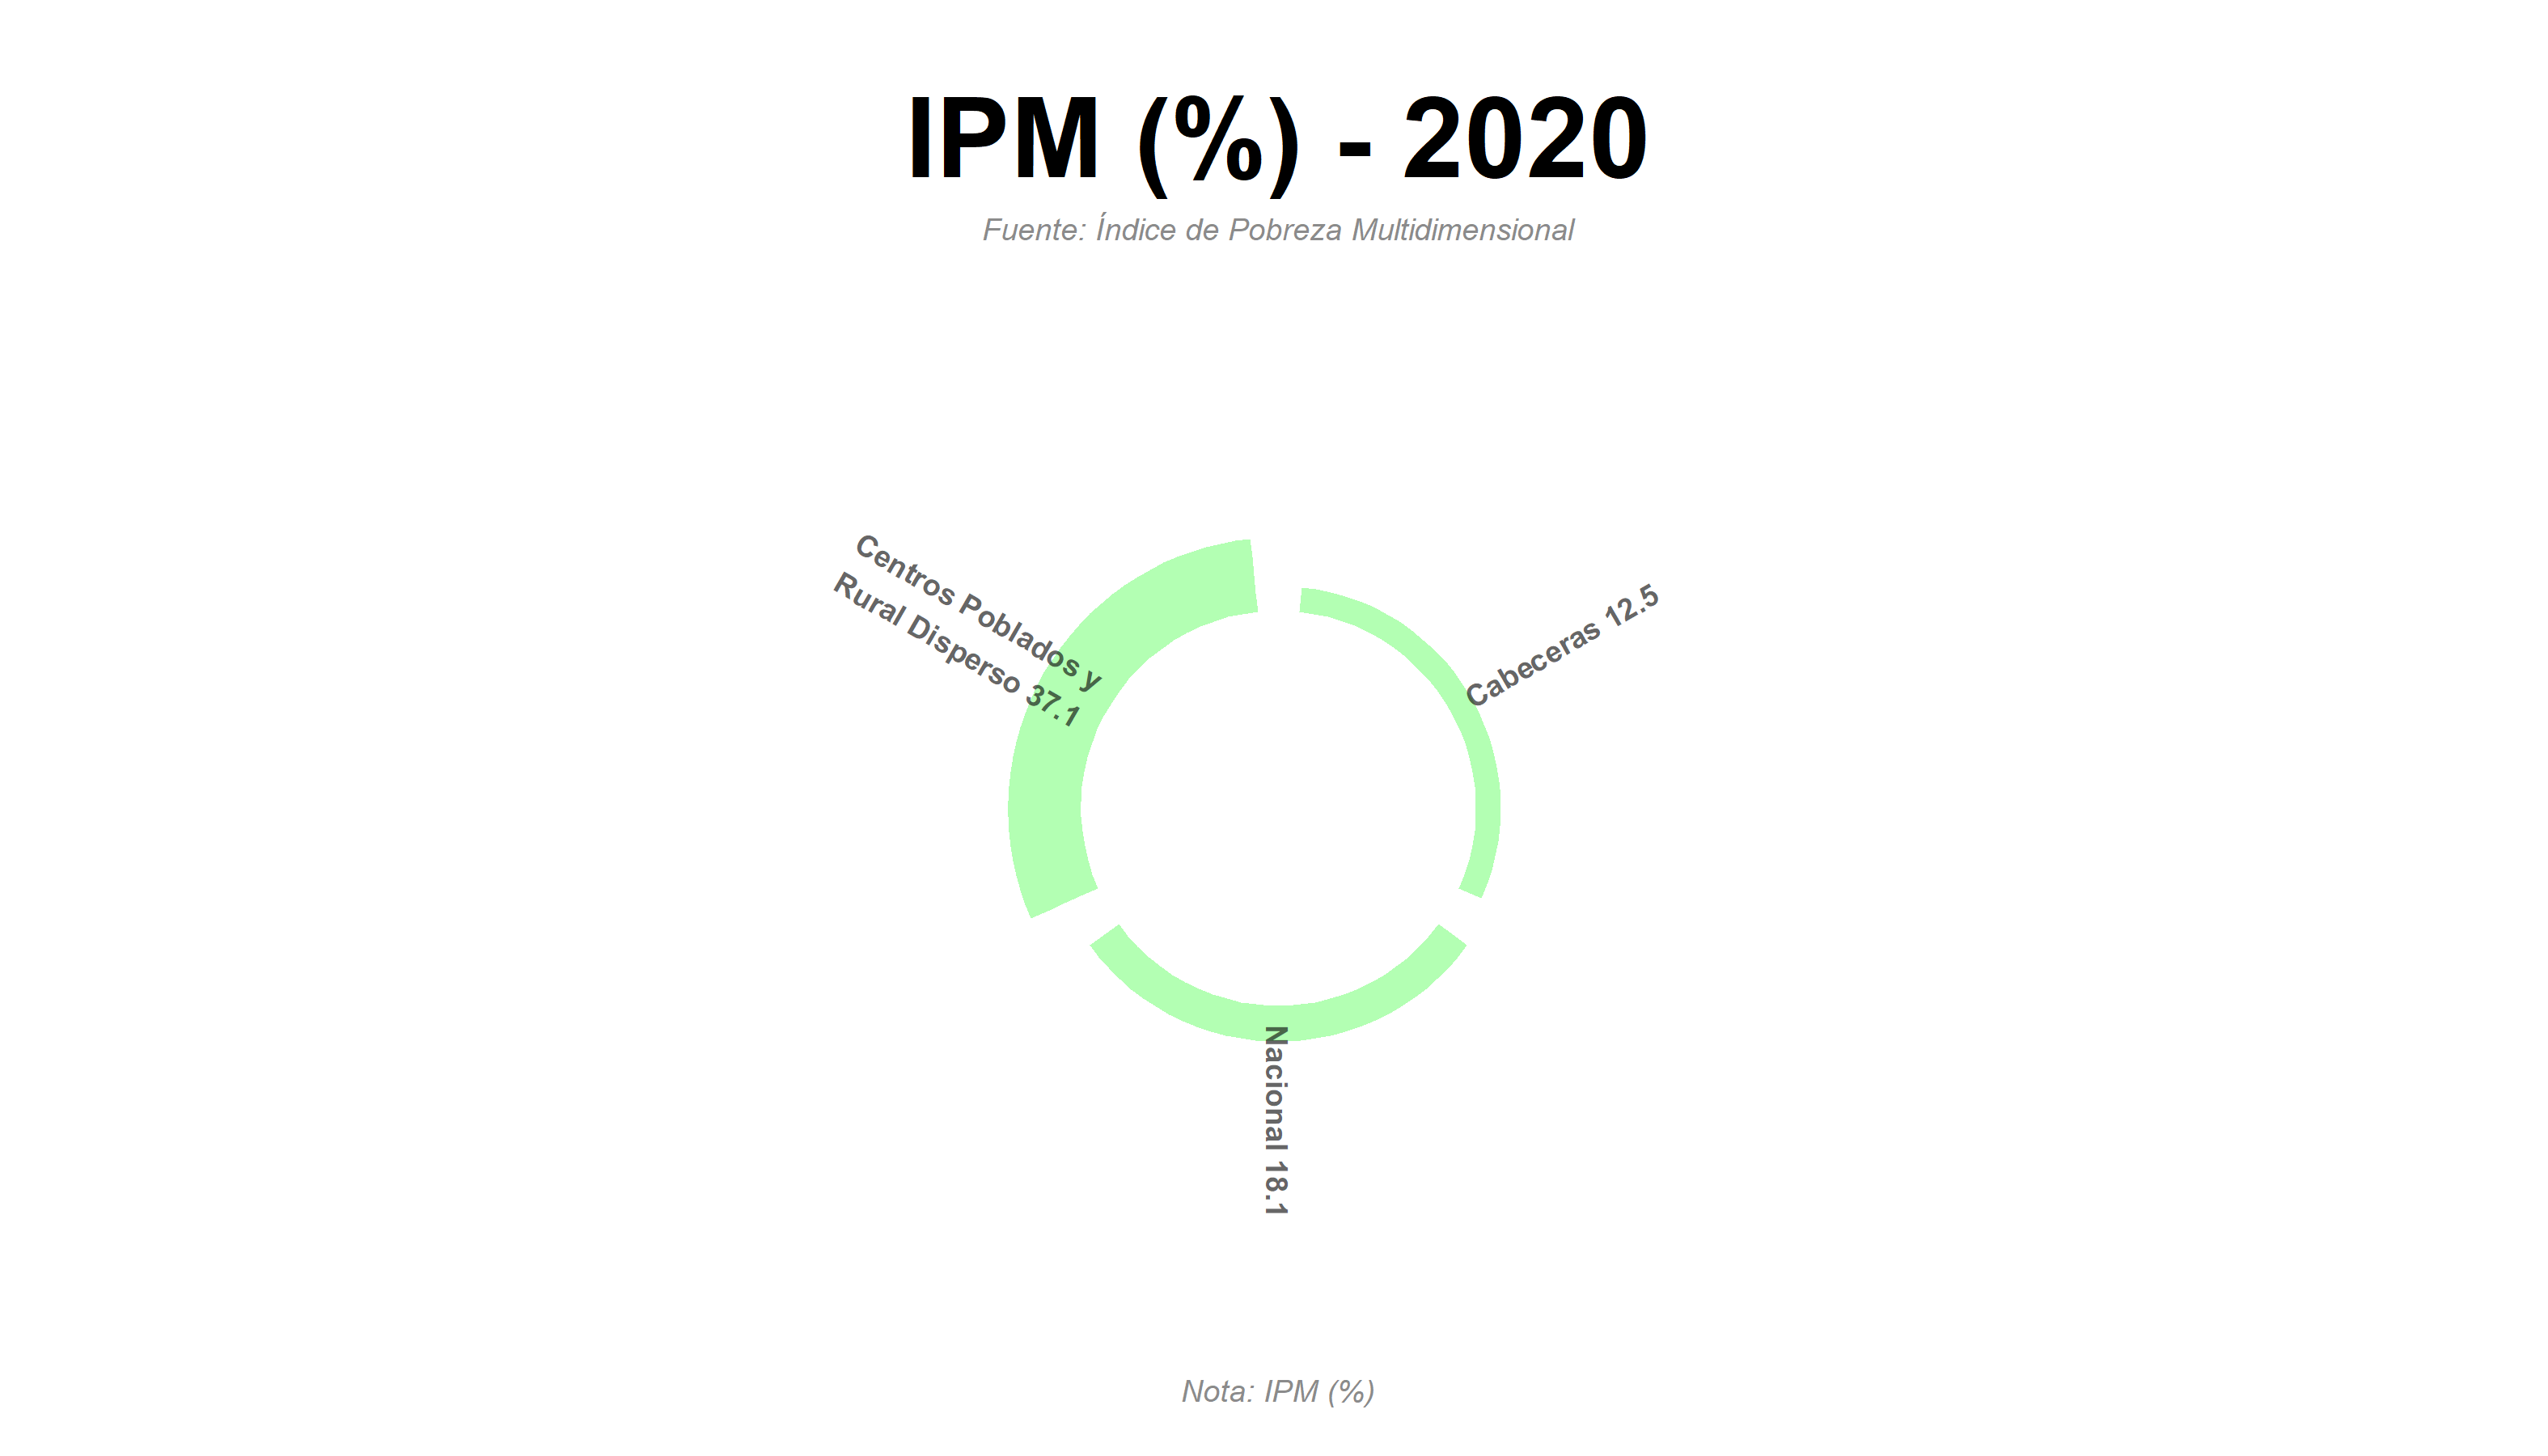 IPM (%) - 2020
Fuente: Índice de Pobreza Multidimensional
Centros Poblados y
Rural Disperso 37.1
Cabeceras 12.5
Nacional 18.1
Nota: IPM (%)